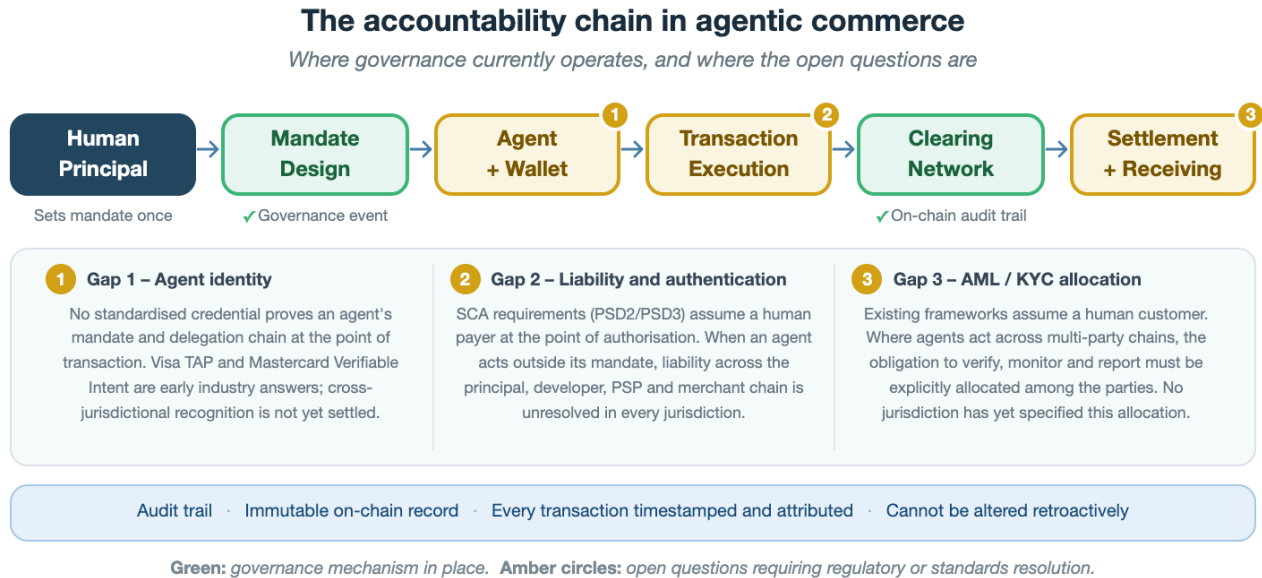 The accountability chain in agentic commerce
Where governance currently operates, and where the open questions are
Human
Principal
Sets mandate once
Mandate
Design
✓Governance event
1
Agent
+ Wallet
2
Transaction
Execution
Clearing
Network
✓On-chain audit trail
3
Settlement
+ Receiving
1 Gap 1 – Agent identity
No standardised credential proves an agent's
mandate and delegation chain at the point of
transaction. Visa TAP and Mastercard Verifiable
Intent are early industry answers; cross-
jurisdictional recognition is not yet settled.
2 Gap 2 – Liability and authentication
SCA requirements (PSD2/PSD3) assume a human
payer at the point of authorisation. When an agent
acts outside its mandate, liability across the
principal, developer, PSP and merchant chain is
unresolved in every jurisdiction.
3 Gap 3 – AML / KYC allocation
Existing frameworks assume a human customer.
Where agents act across multi-party chains, the
obligation to verify, monitor and report must be
explicitly allocated among the parties. No
jurisdiction has yet specified this allocation.
Audit trail · Immutable on-chain record · Every transaction timestamped and attributed · Cannot be altered retroactively
Green: governance mechanism in place. Amber circles: open questions requiring regulatory or standards resolution.